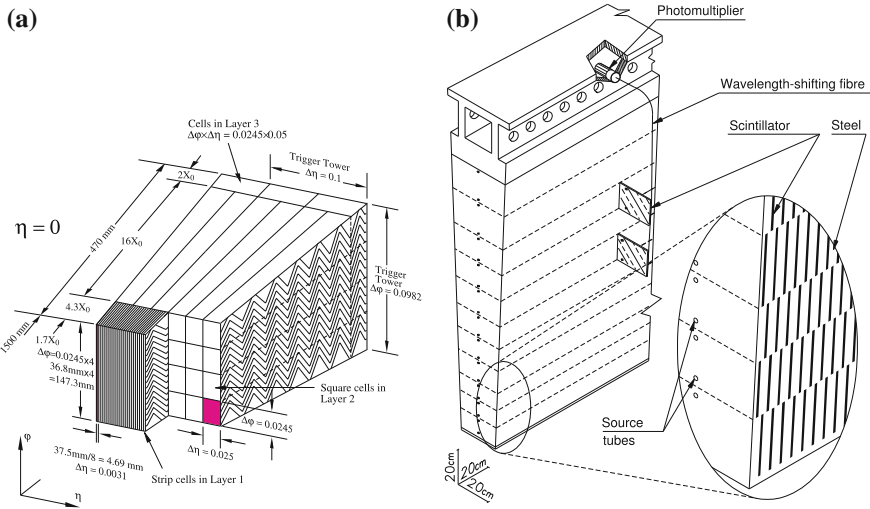 (a)
Cells in Layer 3
Δφ×Δη = 0.0245×0.05
Trigger Tower
Δη = 0.1
2X₀
η = 0
470 mm
16X₀
Trigger
Tower
Δφ = 0.0982
4.3X₀
1500 mm
1.7X₀
Δφ=0.0245x4
36.8mmx4
=147.3mm
Square cells in
Layer 2
Δφ = 0.0245
Δη = 0.025
37.5mm/8 = 4.69 mm
Δη = 0.0031
Strip cells in Layer 1
φ
η
(b)
Photomultiplier
Wavelength-shifting fibre
Scintillator
Steel
Source
tubes
20cm
20cm
20cm